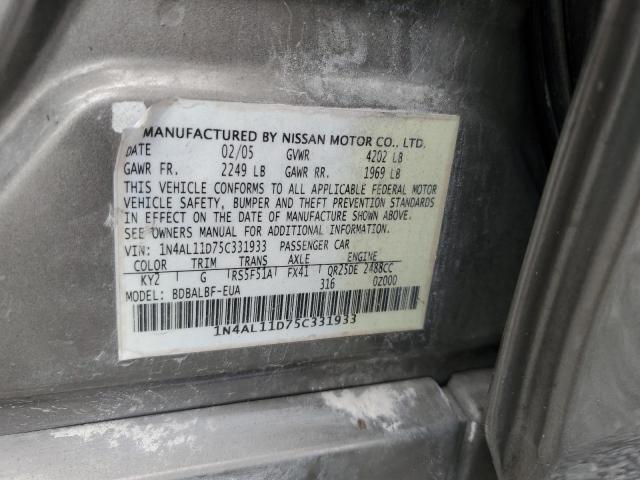 MANUFACTURED BY NISSAN MOTOR CO., LTD.
DATE 02/05 GVWR 4202 LB
GAWR FR. 2249 LB GAWR RR. 1969 LB
THIS VEHICLE CONFORMS TO ALL APPLICABLE FEDERAL MOTOR
VEHICLE SAFETY, BUMPER AND THEFT PREVENTION STANDARDS
IN EFFECT ON THE DATE OF MANUFACTURE SHOWN ABOVE.
SEE OWNERS MANUAL FOR ADDITIONAL INFORMATION.
VIN: 1N4AL11D75C331933 PASSENGER CAR
COLOR TRIM TRANS AXLE ENGINE
KY2 G RS5F51A FX41 QR25DE 2488CC
MODEL: BDBALBF-EUA 316 0Z000
1N4AL11D75C331933